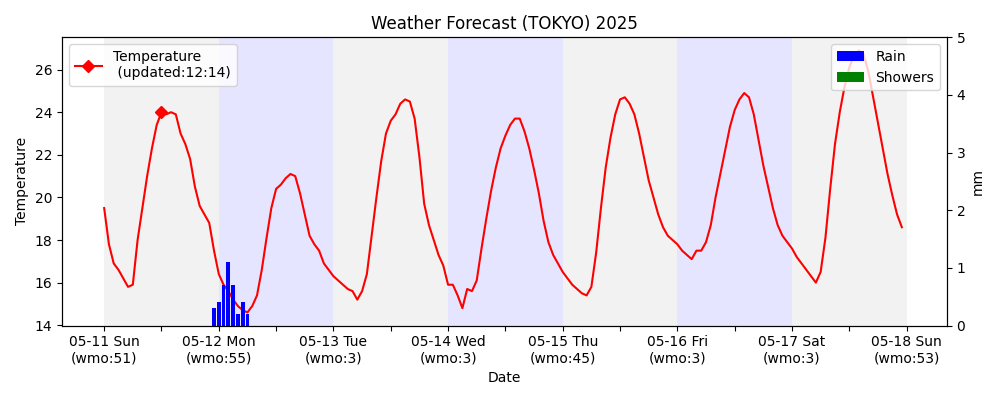 Weather Forecast (TOKYO) 2025
Temperature
(updated:12:14)
Rain
Showers
Temperature
26
24
22
20
18
16
14
5
4
3
2
1
0
mm
05-11 Sun
(wmo:51)
05-12 Mon
(wmo:55)
05-13 Tue
(wmo:3)
05-14 Wed
(wmo:3)
05-15 Thu
(wmo:45)
05-16 Fri
(wmo:3)
05-17 Sat
(wmo:3)
05-18 Sun
(wmo:53)
Date